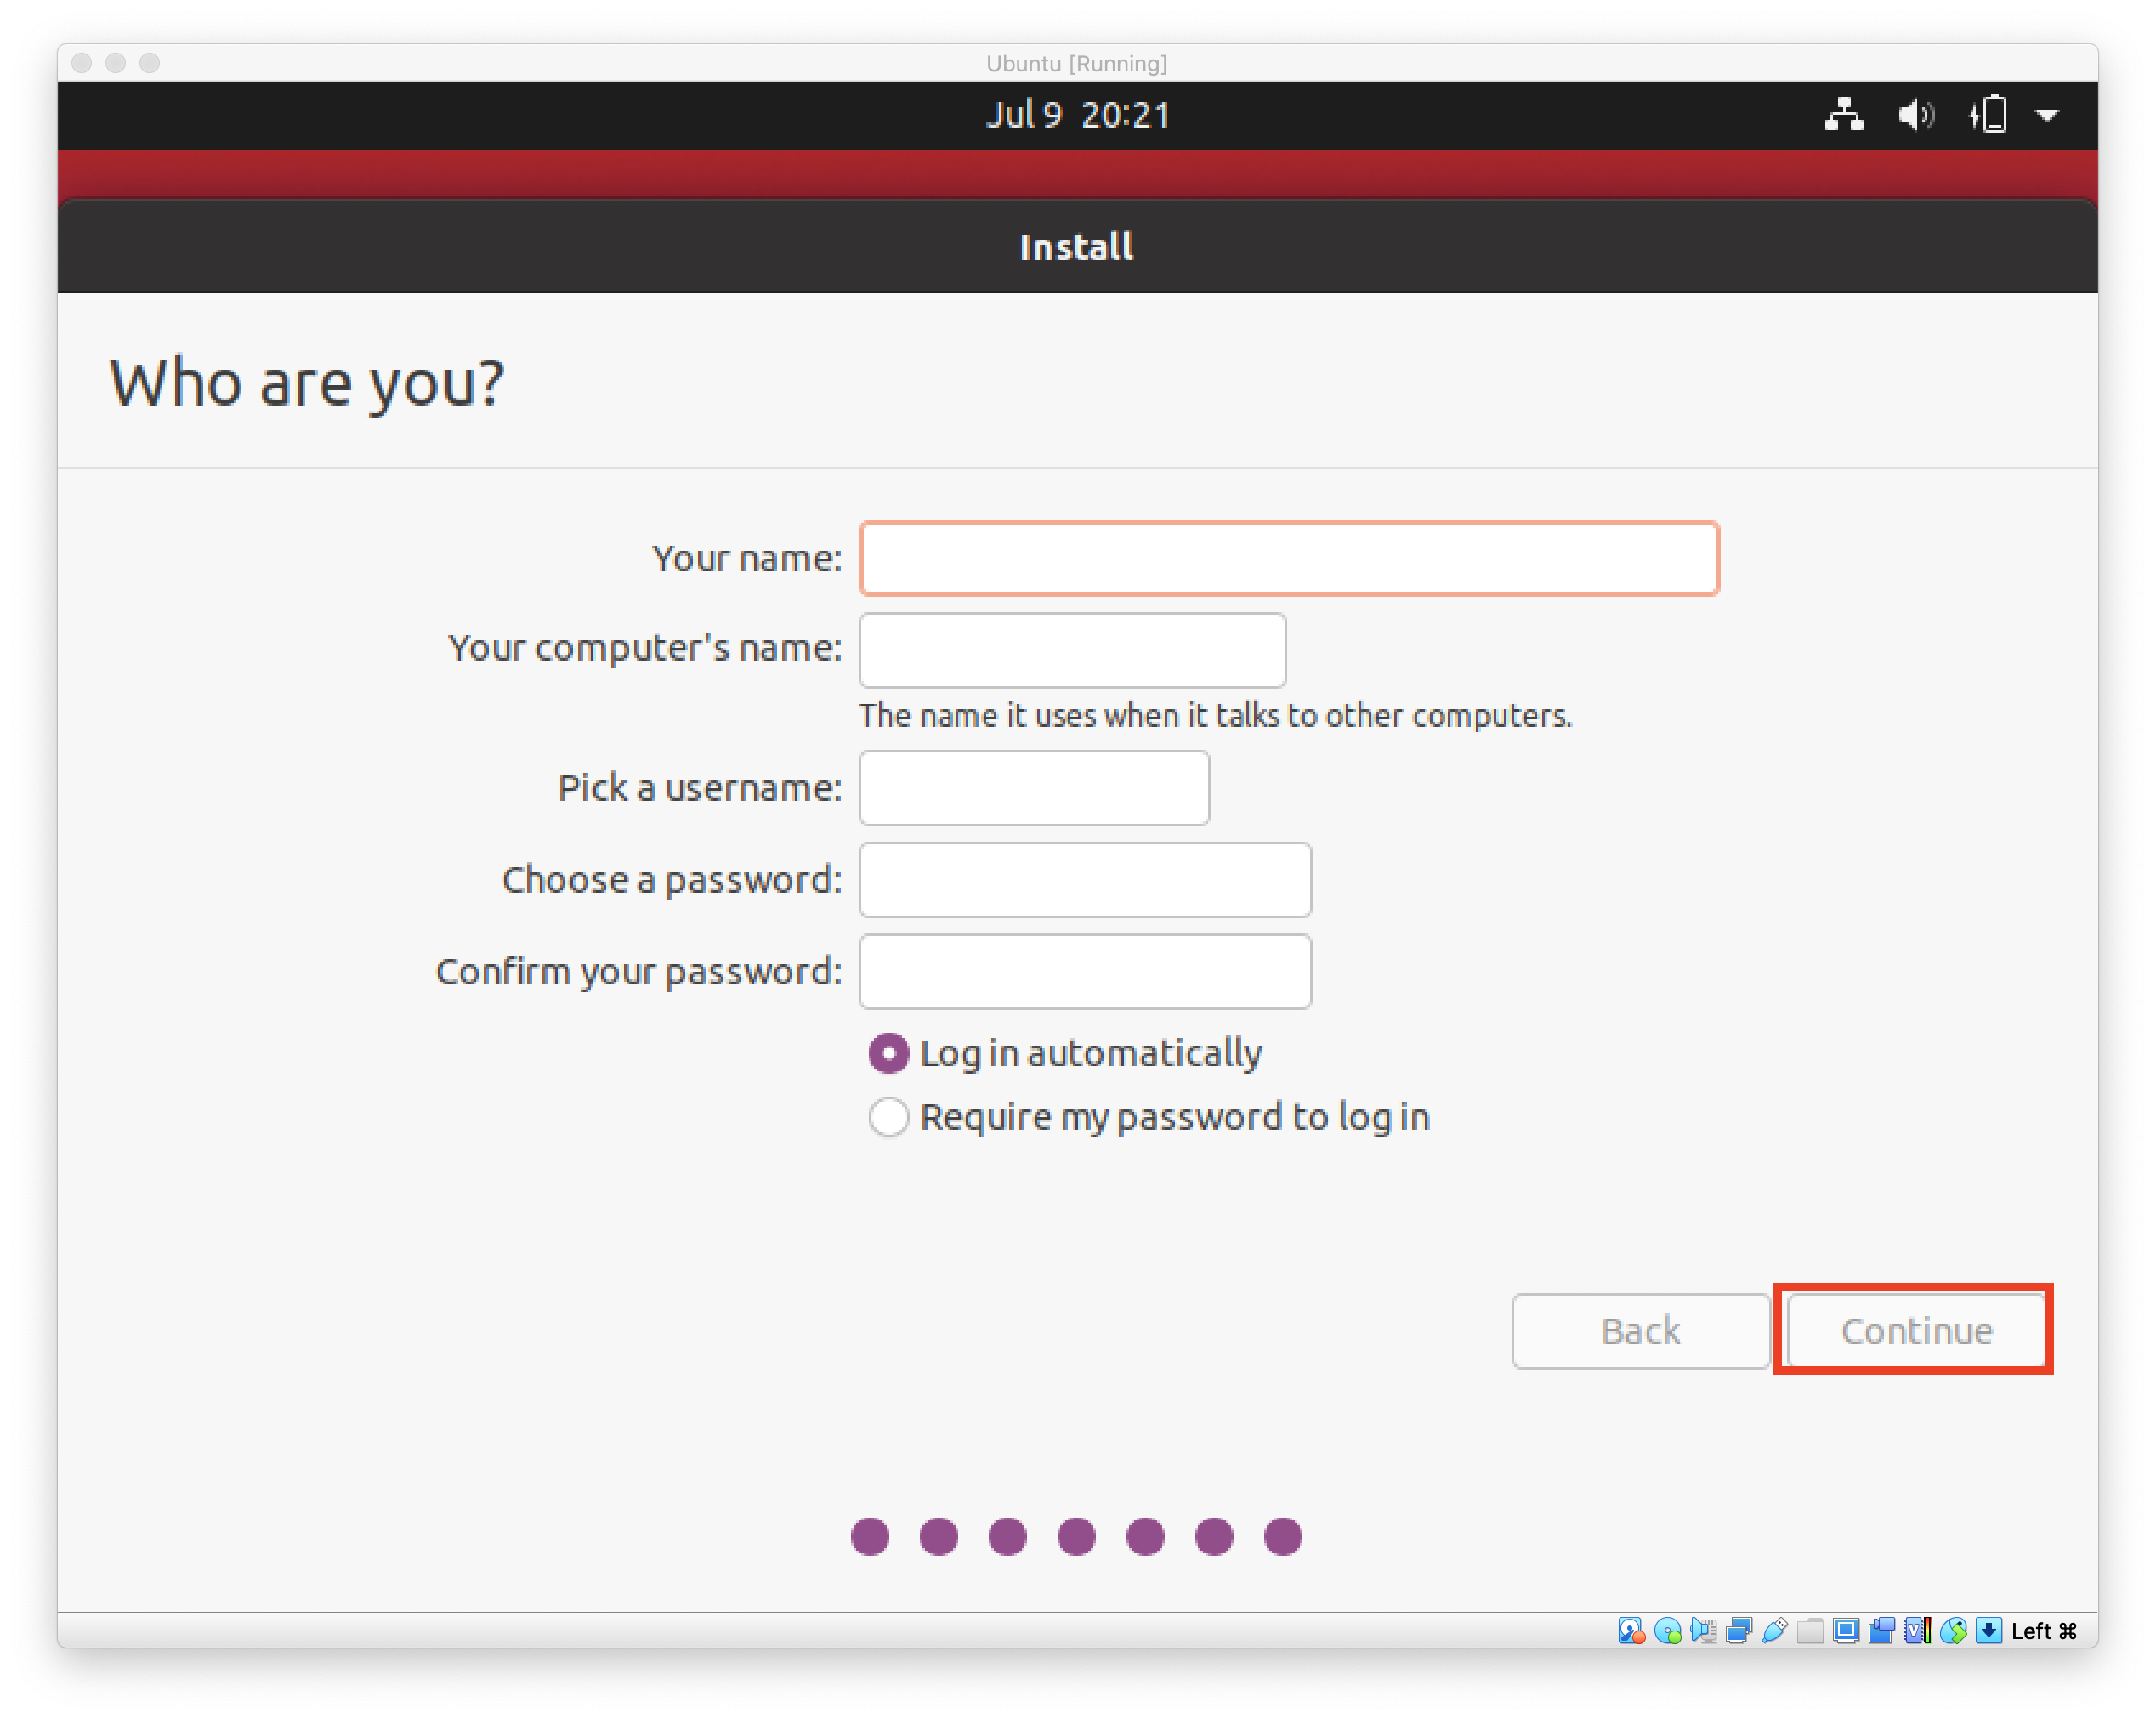 Ubuntu [Running]
Jul 9 20:21
Install
Who are you?
Your name:
Your computer's name:
The name it uses when it talks to other computers.
Pick a username:
Choose a password:
Confirm your password:
Log in automatically
Require my password to log in
Back
Continue
Left ⌘